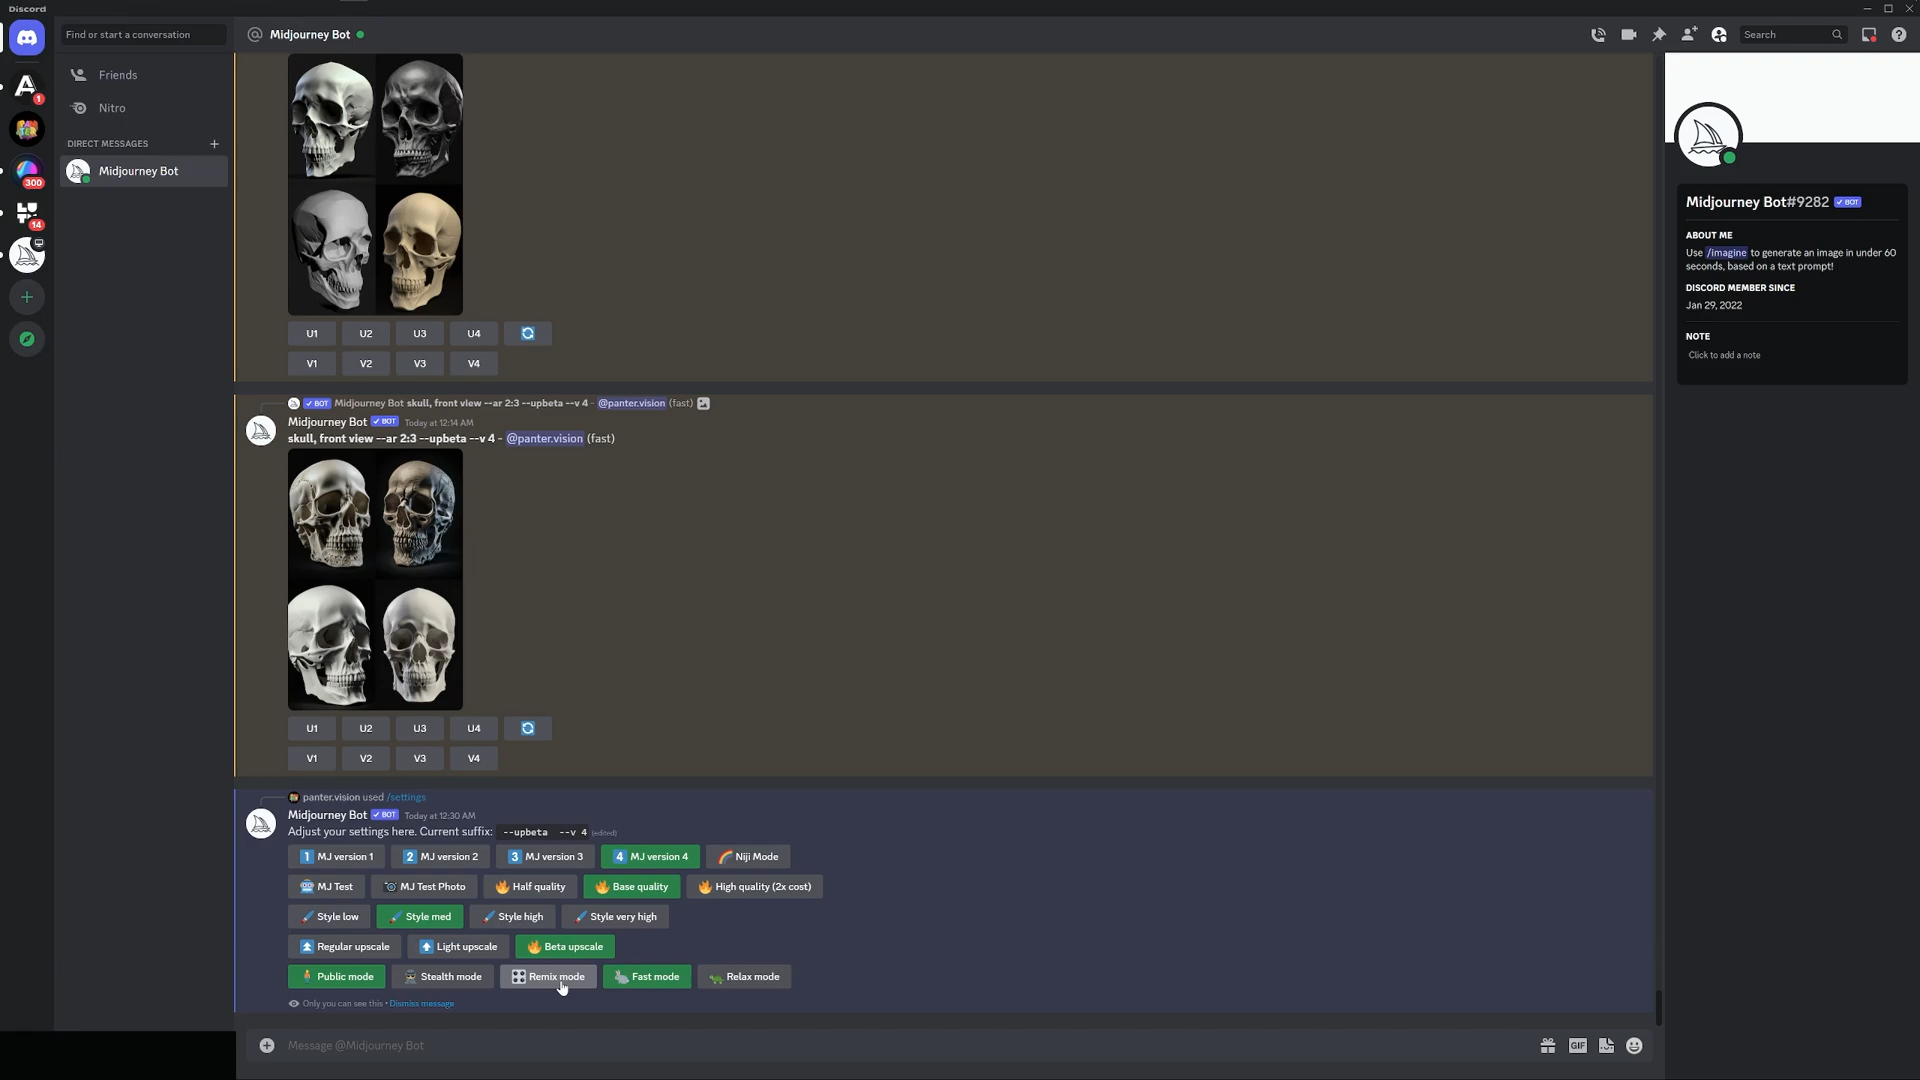 Discord
Find or start a conversation
Midjourney Bot
Search
Friends
Nitro
DIRECT MESSAGES
Midjourney Bot
1
300
14
U1 U2 U3 U4
V1 V2 V3 V4
BOT Midjourney Bot skull, front view --ar 2:3 --upbeta --v 4 - @panter.vision (fast)
Midjourney Bot BOT Today at 12:14 AM
skull, front view --ar 2:3 --upbeta --v 4 - @panter.vision (fast)
U1 U2 U3 U4
V1 V2 V3 V4
panter.vision used /settings
Midjourney Bot BOT Today at 12:30 AM
Adjust your settings here. Current suffix: --upbeta --v 4 (edited)
1 MJ version 1 2 MJ version 2 3 MJ version 3 4 MJ version 4 Niji Mode
MJ Test MJ Test Photo Half quality Base quality High quality (2x cost)
Style low Style med Style high Style very high
Regular upscale Light upscale Beta upscale
Public mode Stealth mode Remix mode Fast mode Relax mode
Only you can see this • Dismiss message
Message @Midjourney Bot
GIF
Midjourney Bot#9282 BOT
ABOUT ME
Use /imagine to generate an image in under 60
seconds, based on a text prompt!
DISCORD MEMBER SINCE
Jan 29, 2022
NOTE
Click to add a note